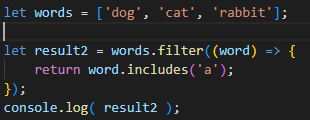 let words = ['dog', 'cat', 'rabbit'];
let result2 = words.filter((word) => {
    return word.includes('a');
});
console.log( result2 );